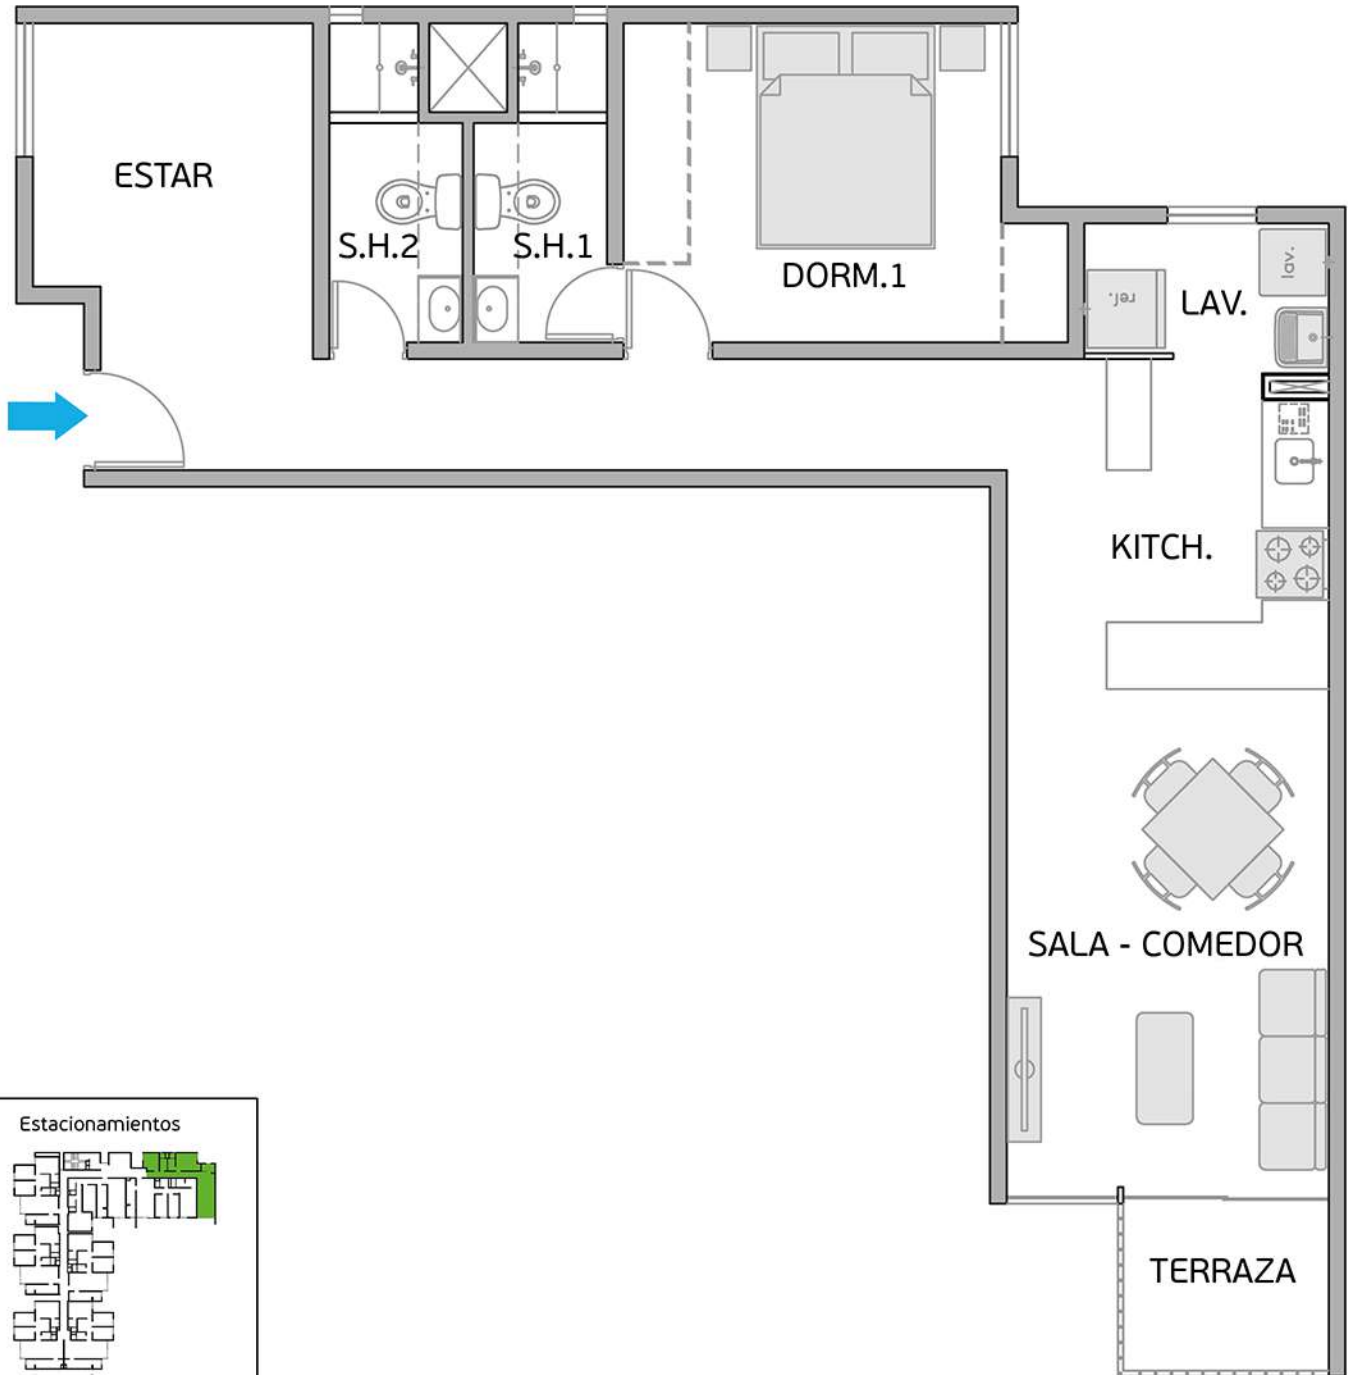 ESTAR
S.H.2
S.H.1
DORM.1
lav.
ref.
LAV.
KITCH.
SALA - COMEDOR
TERRAZA
Estacionamientos